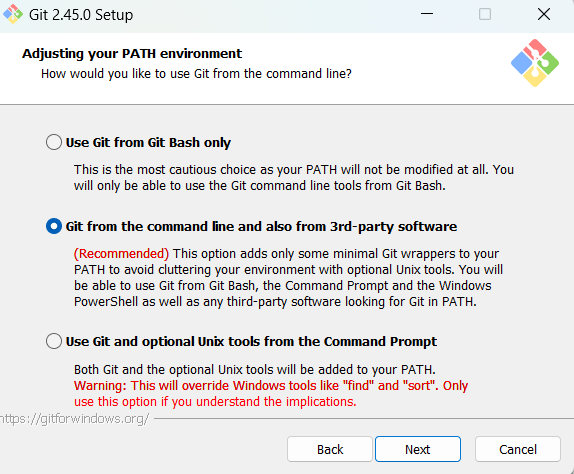 Git 2.45.0 Setup
Adjusting your PATH environment
How would you like to use Git from the command line?
Use Git from Git Bash only
This is the most cautious choice as your PATH will not be modified at all. You
will only be able to use the Git command line tools from Git Bash.
Git from the command line and also from 3rd-party software
(Recommended) This option adds only some minimal Git wrappers to your
PATH to avoid cluttering your environment with optional Unix tools. You will
be able to use Git from Git Bash, the Command Prompt and the Windows
PowerShell as well as any third-party software looking for Git in PATH.
Use Git and optional Unix tools from the Command Prompt
Both Git and the optional Unix tools will be added to your PATH.
Warning: This will override Windows tools like "find" and "sort". Only
use this option if you understand the implications.
https://gitforwindows.org/
Back
Next
Cancel